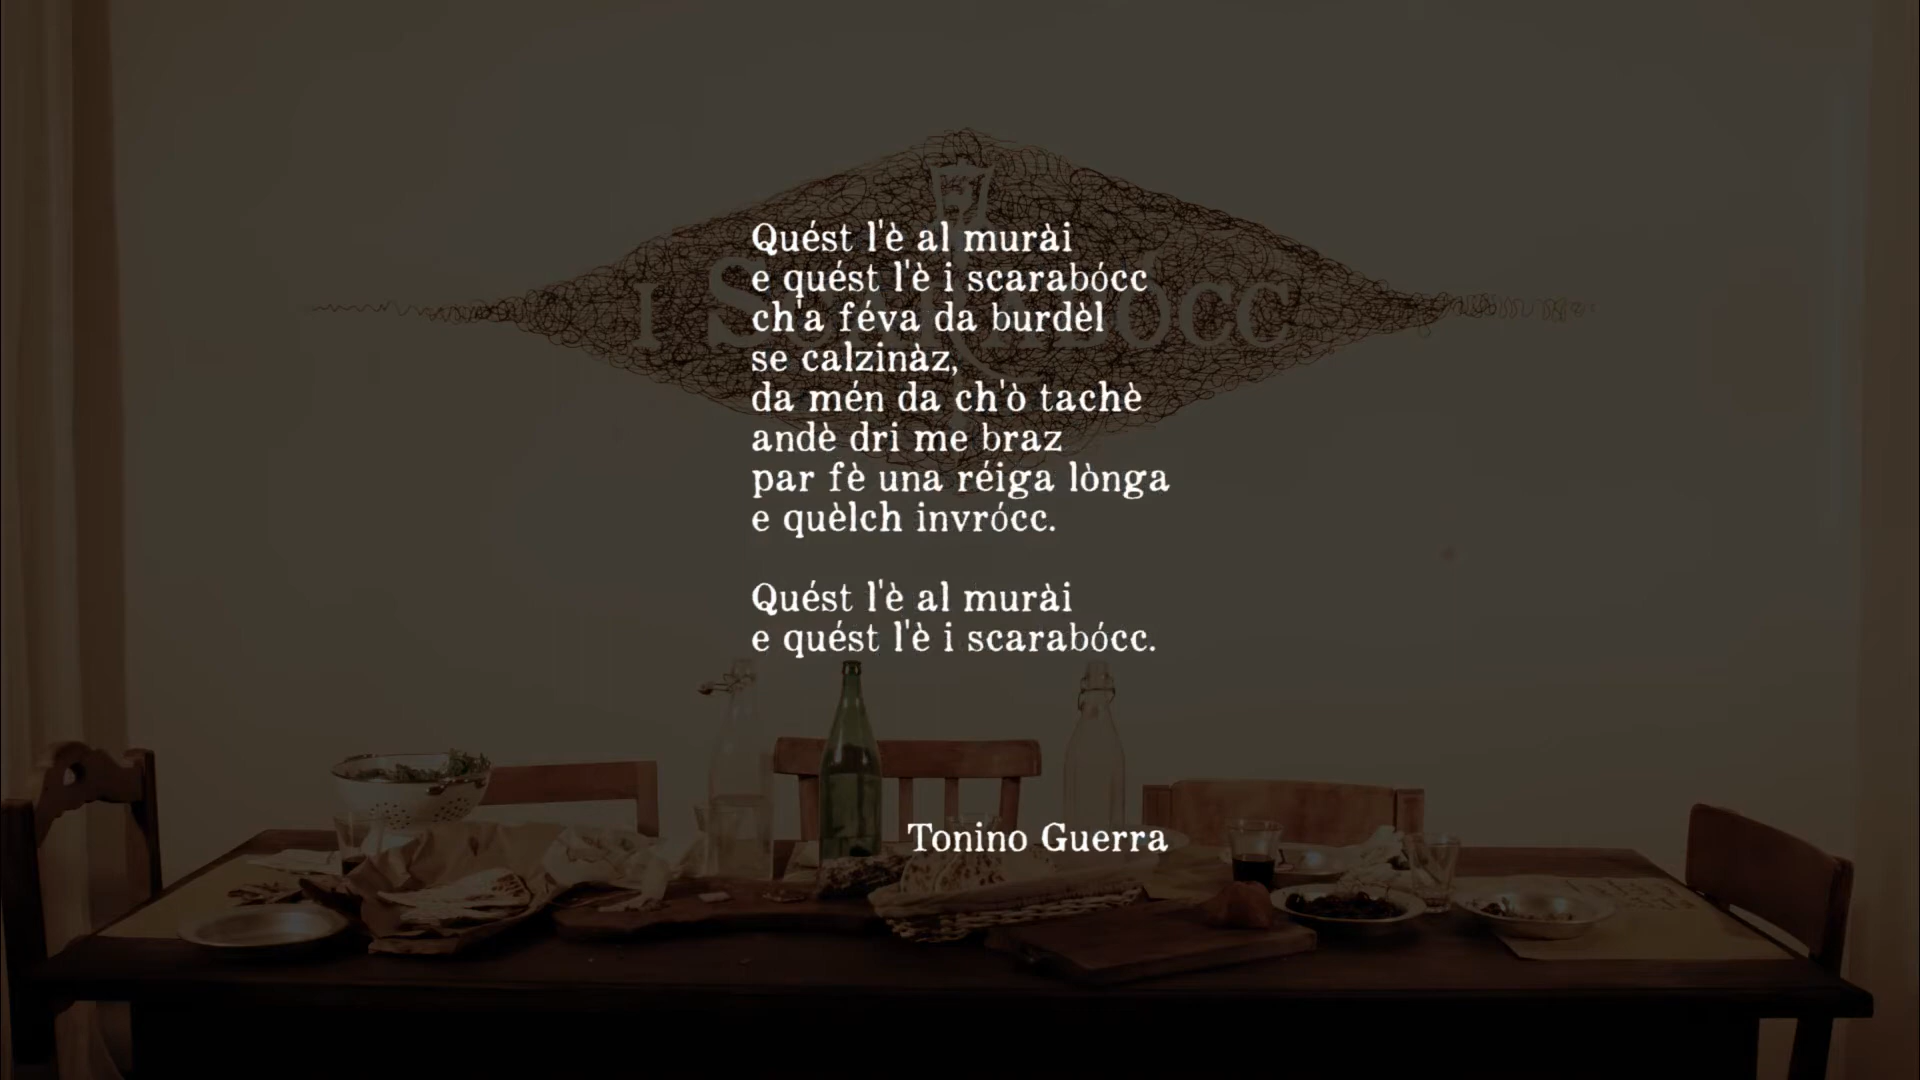 I SCARABÓCC
Quést l'è al murài
e quést l'è i scarabócc
ch'a féva da burdèl
se calzinàz,
da mén da ch'ò tachè
andè dri me braz
par fè una réiga lònga
e quèlch invrócc.
Quést l'è al murài
e quést l'è i scarabócc.
Tonino Guerra